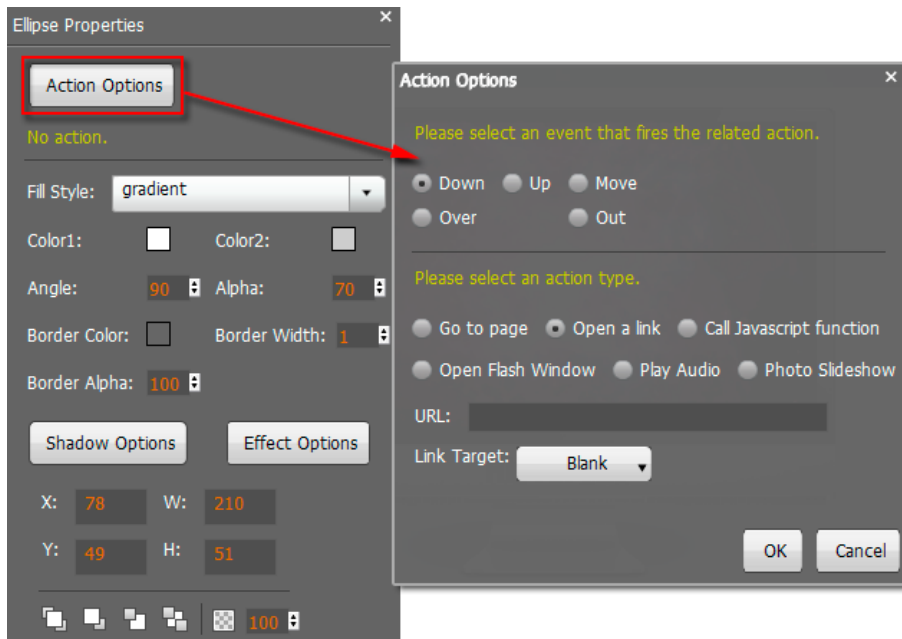 Ellipse Properties
Action Options
No action.
Fill Style: gradient
Color1: Color2:
Angle: 90 Alpha: 70
Border Color: Border Width: 1
Border Alpha: 100
Shadow Options Effect Options
X: 78 W: 210
Y: 49 H: 51
100
Action Options
Please select an event that fires the related action.
Down Up Move
Over Out
Please select an action type.
Go to page Open a link Call Javascript function
Open Flash Window Play Audio Photo Slideshow
URL:
Link Target: Blank
OK Cancel